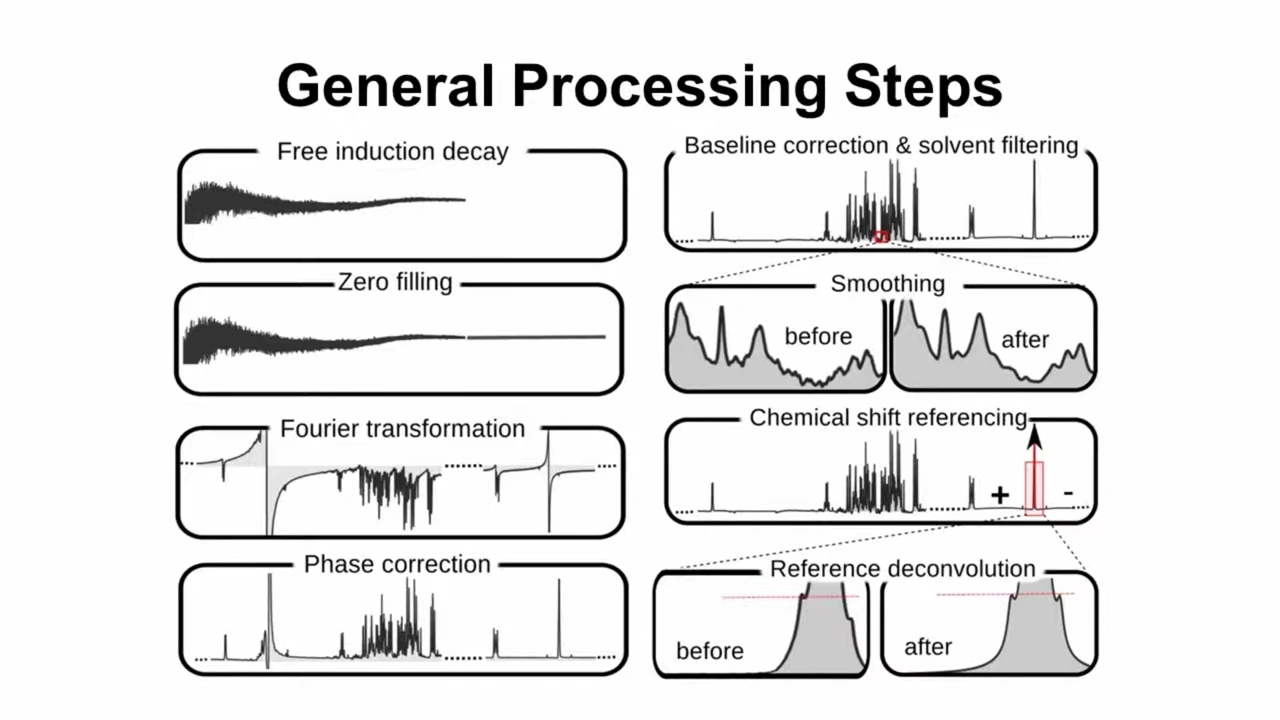 General Processing Steps
Free induction decay
Zero filling
Fourier transformation
Phase correction
Baseline correction & solvent filtering
Smoothing
before
after
Chemical shift referencing
+
-
Reference deconvolution
before
after